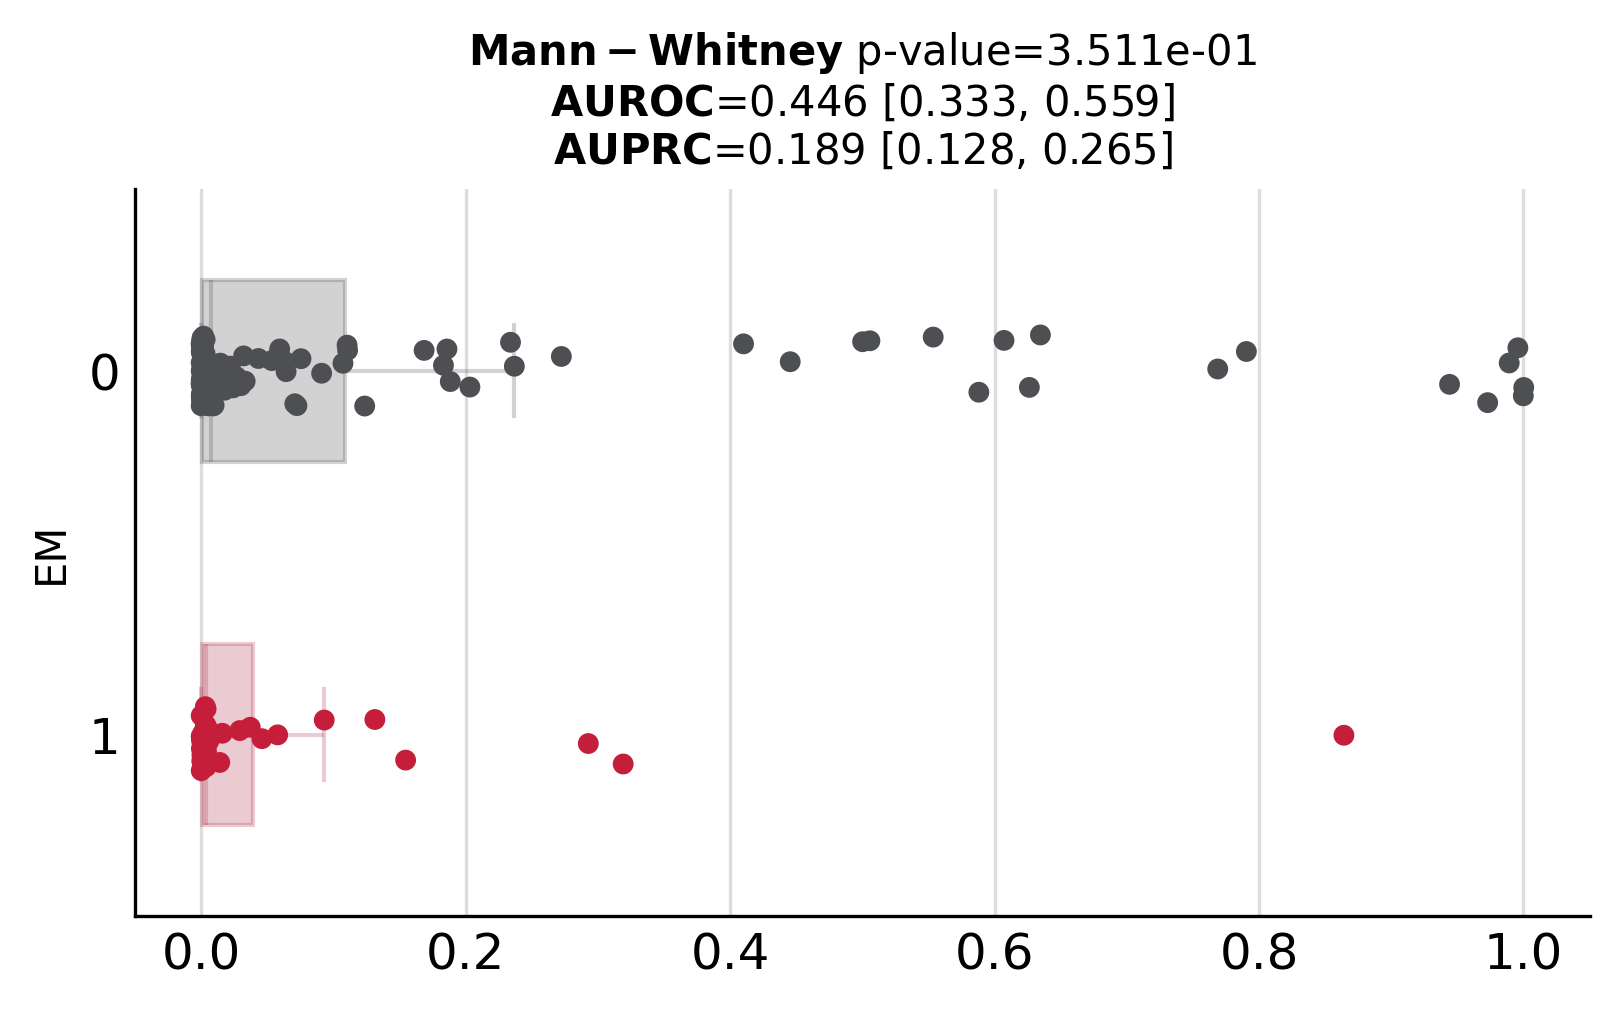 Mann−Whitney p-value=3.511e-01
AUROC=0.446 [0.333, 0.559]
AUPRC=0.189 [0.128, 0.265]
0
EM
1
0.0 0.2 0.4 0.6 0.8 1.0